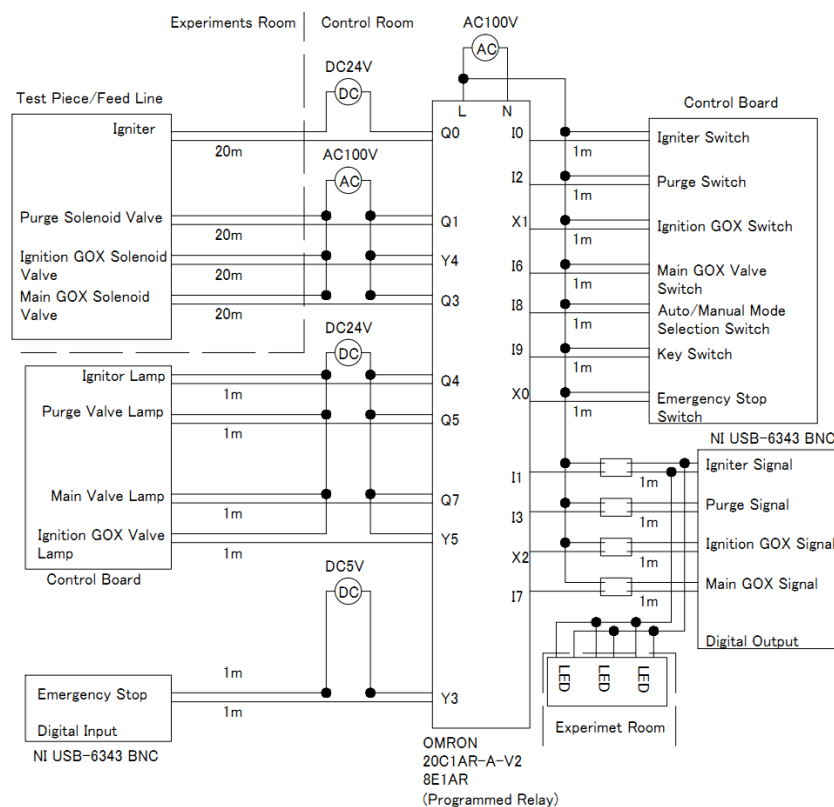 Experiments Room
Control Room
AC100V
AC
DC24V
DC
Test Piece/Feed Line
Control Board
L
N
Igniter
20m
Q0
I0
1m
Igniter Switch
AC100V
AC
I2
1m
Purge Switch
Purge Solenoid Valve
20m
Q1
X1
1m
Ignition GOX Switch
Ignition GOX Solenoid
Valve
20m
Y4
I6
1m
Main GOX Valve
Switch
Main GOX Solenoid
Valve
20m
Q3
I8
1m
Auto/Manual Mode
Selection Switch
DC24V
DC
I9
1m
Key Switch
Ignitor Lamp
1m
Q4
X0
1m
Emergency Stop
Switch
Purge Valve Lamp
1m
Q5
NI USB-6343 BNC
I1
1m
Igniter Signal
Main Valve Lamp
1m
Q7
I3
1m
Purge Signal
Ignition GOX Valve
Lamp
1m
Y5
X2
1m
Ignition GOX Signal
Control Board
DC5V
DC
I7
1m
Main GOX Signal
Digital Output
LED
LED
LED
Experimet Room
1m
Emergency Stop
1m
Y3
Digital Input
NI USB-6343 BNC
OMRON
20C1AR-A-V2
8E1AR
(Programmed Relay)